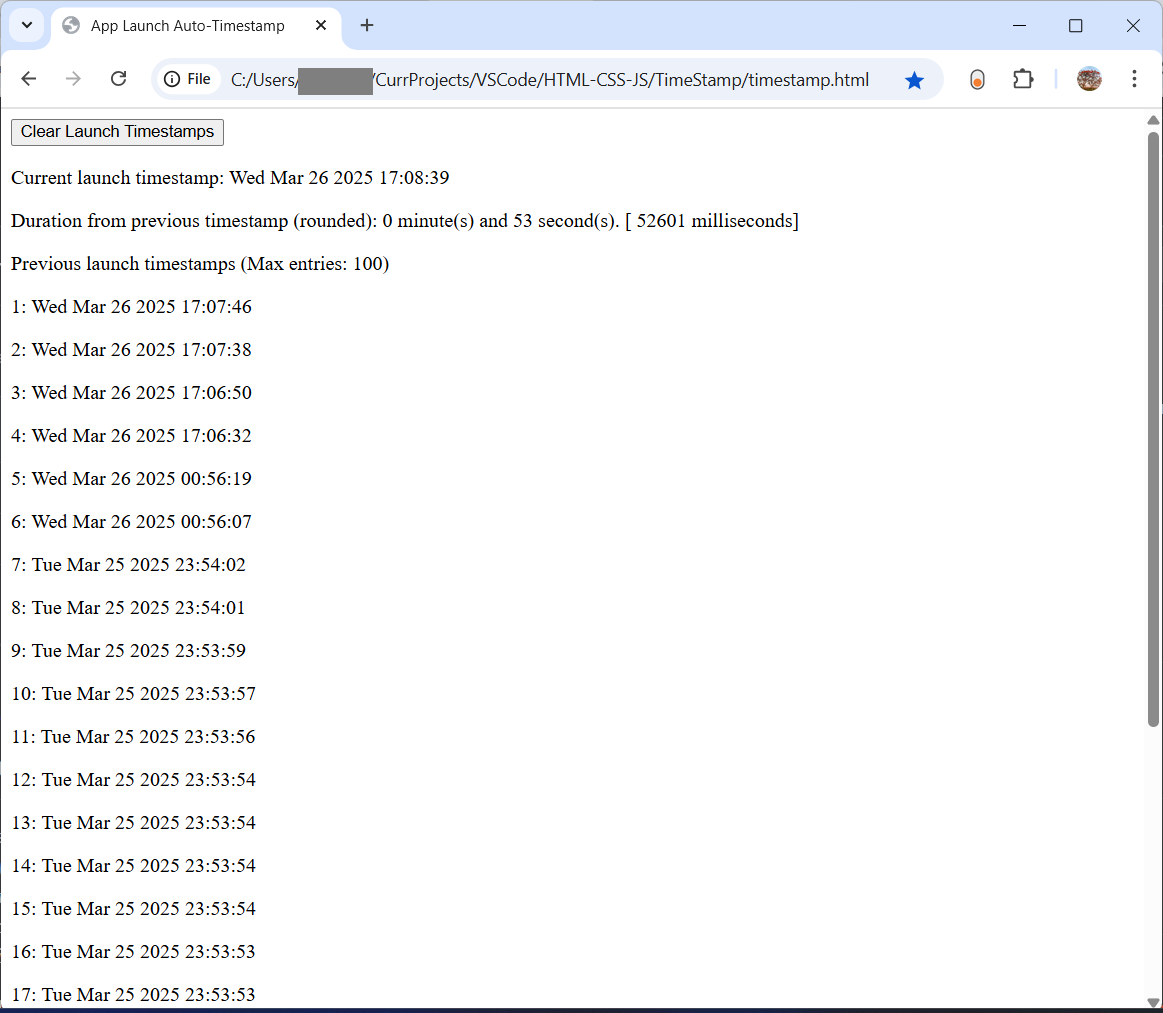 App Launch Auto-Timestamp
File C:/Users/ /CurrProjects/VSCode/HTML-CSS-JS/TimeStamp/timestamp.html
Clear Launch Timestamps
Current launch timestamp: Wed Mar 26 2025 17:08:39
Duration from previous timestamp (rounded): 0 minute(s) and 53 second(s). [ 52601 milliseconds]
Previous launch timestamps (Max entries: 100)
1: Wed Mar 26 2025 17:07:46
2: Wed Mar 26 2025 17:07:38
3: Wed Mar 26 2025 17:06:50
4: Wed Mar 26 2025 17:06:32
5: Wed Mar 26 2025 00:56:19
6: Wed Mar 26 2025 00:56:07
7: Tue Mar 25 2025 23:54:02
8: Tue Mar 25 2025 23:54:01
9: Tue Mar 25 2025 23:53:59
10: Tue Mar 25 2025 23:53:57
11: Tue Mar 25 2025 23:53:56
12: Tue Mar 25 2025 23:53:54
13: Tue Mar 25 2025 23:53:54
14: Tue Mar 25 2025 23:53:54
15: Tue Mar 25 2025 23:53:54
16: Tue Mar 25 2025 23:53:53
17: Tue Mar 25 2025 23:53:53